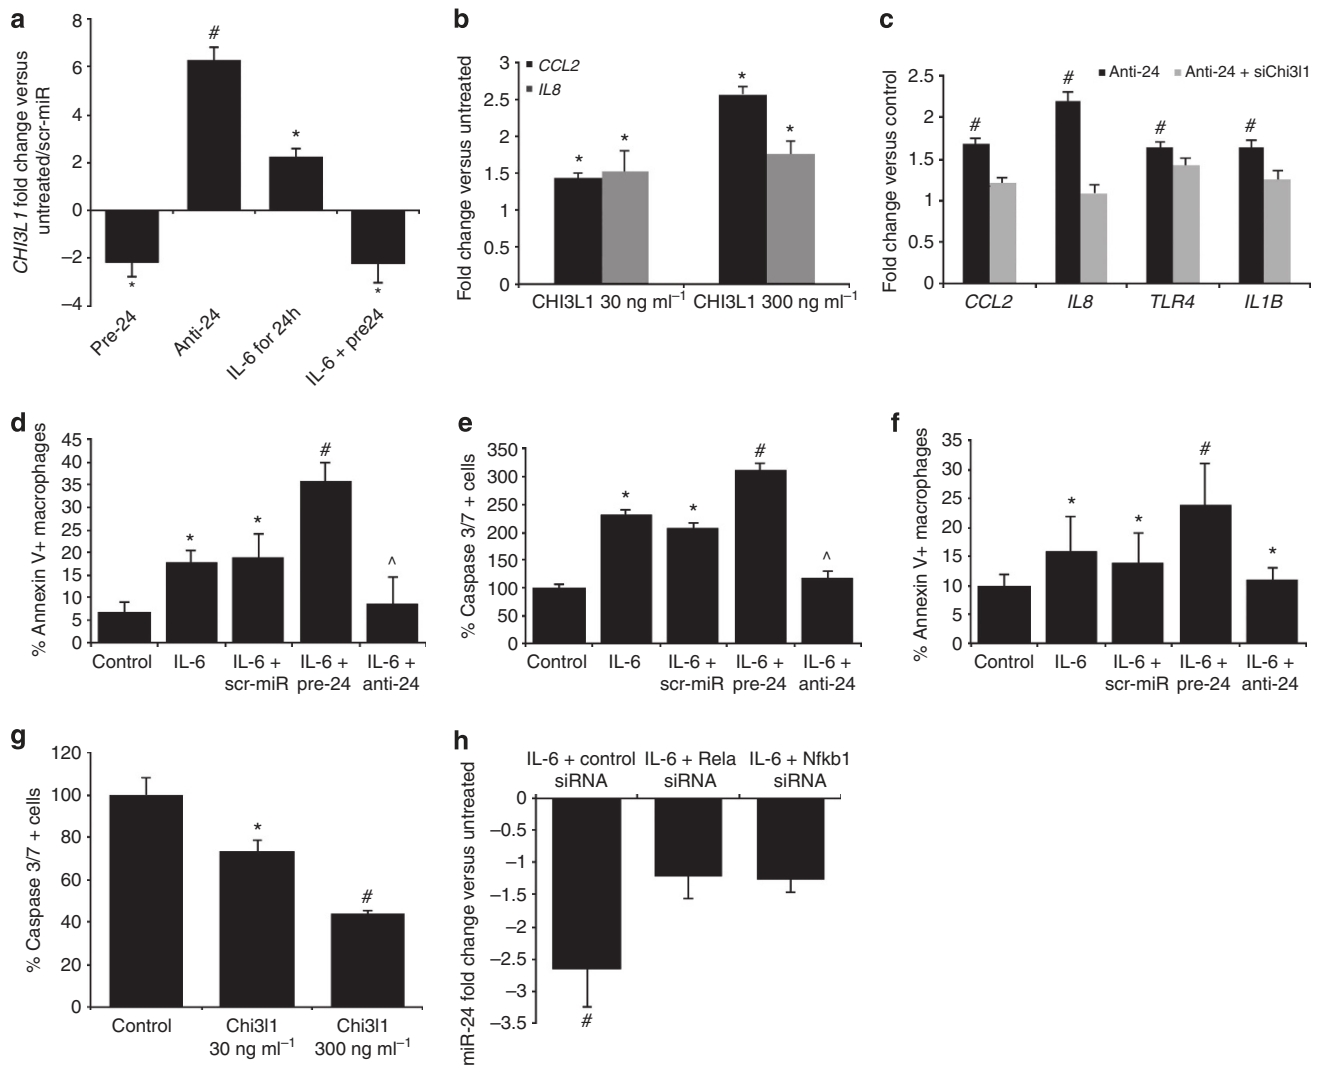 a
CHI3L1 fold change versus
untreated/scr-miR
8
6
4
2
0
–2
–4
#
*
*
*
Pre-24
Anti-24
IL-6 for 24h
IL-6 + pre24
b
Fold change versus untreated
3
2.5
2
1.5
1
0.5
0
CCL2
IL8
*
*
*
*
CHI3L1 30 ng ml–1
CHI3L1 300 ng ml–1
c
Fold change versus control
2.5
2
1.5
1
0.5
0
Anti-24
Anti-24 + siChi3l1
#
#
#
#
CCL2
IL8
TLR4
IL1B
d
% Annexin V+ macrophages
45
40
35
30
25
20
15
10
5
0
*
*
#
^
Control
IL-6
IL-6 +
scr-miR
IL-6 +
pre-24
IL-6 +
anti-24
e
% Caspase 3/7 + cells
350
300
250
200
150
100
50
0
*
*
#
^
Control
IL-6
IL-6 +
scr-miR
IL-6 +
pre-24
IL-6 +
anti-24
f
% Annexin V+ macrophages
35
30
25
20
15
10
5
0
*
*
#
*
Control
IL-6
IL-6 +
scr-miR
IL-6 +
pre-24
IL-6 +
anti-24
g
% Caspase 3/7 + cells
120
100
80
60
40
20
0
*
#
Control
Chi3l1
30 ng ml–1
Chi3l1
300 ng ml–1
h
miR-24 fold change versus untreated
IL-6 + control
siRNA
IL-6 + Rela
siRNA
IL-6 + Nfkb1
siRNA
0
–0.5
–1
–1.5
–2
–2.5
–3
–3.5
#